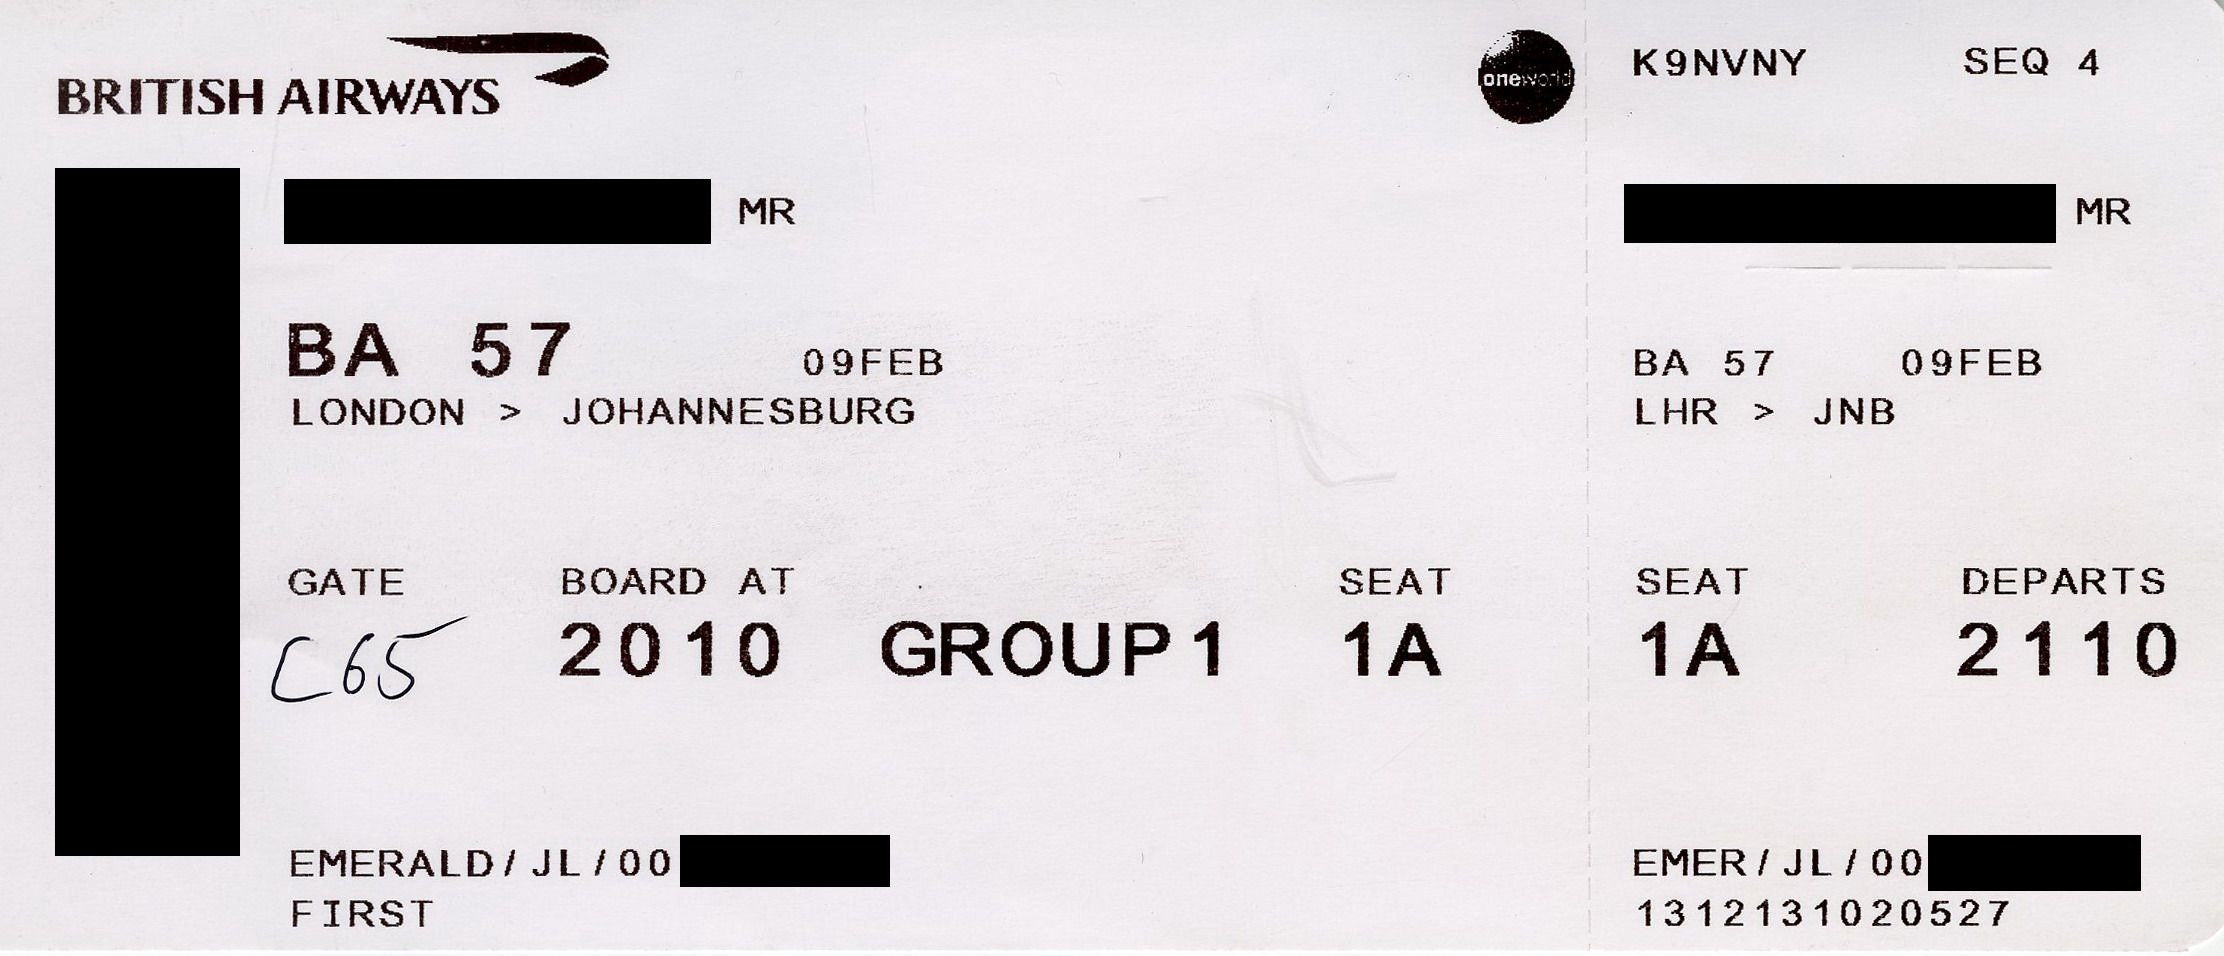 BRITISH AIRWAYS
oneworld
K9NVNY SEQ 4
MR
MR
BA 57 09FEB
LONDON > JOHANNESBURG
BA 57 09FEB
LHR > JNB
GATE BOARD AT SEAT
C65 2010 GROUP1 1A
SEAT DEPARTS
1A 2110
EMERALD/JL/00
FIRST
EMER/JL/00
1312131020527